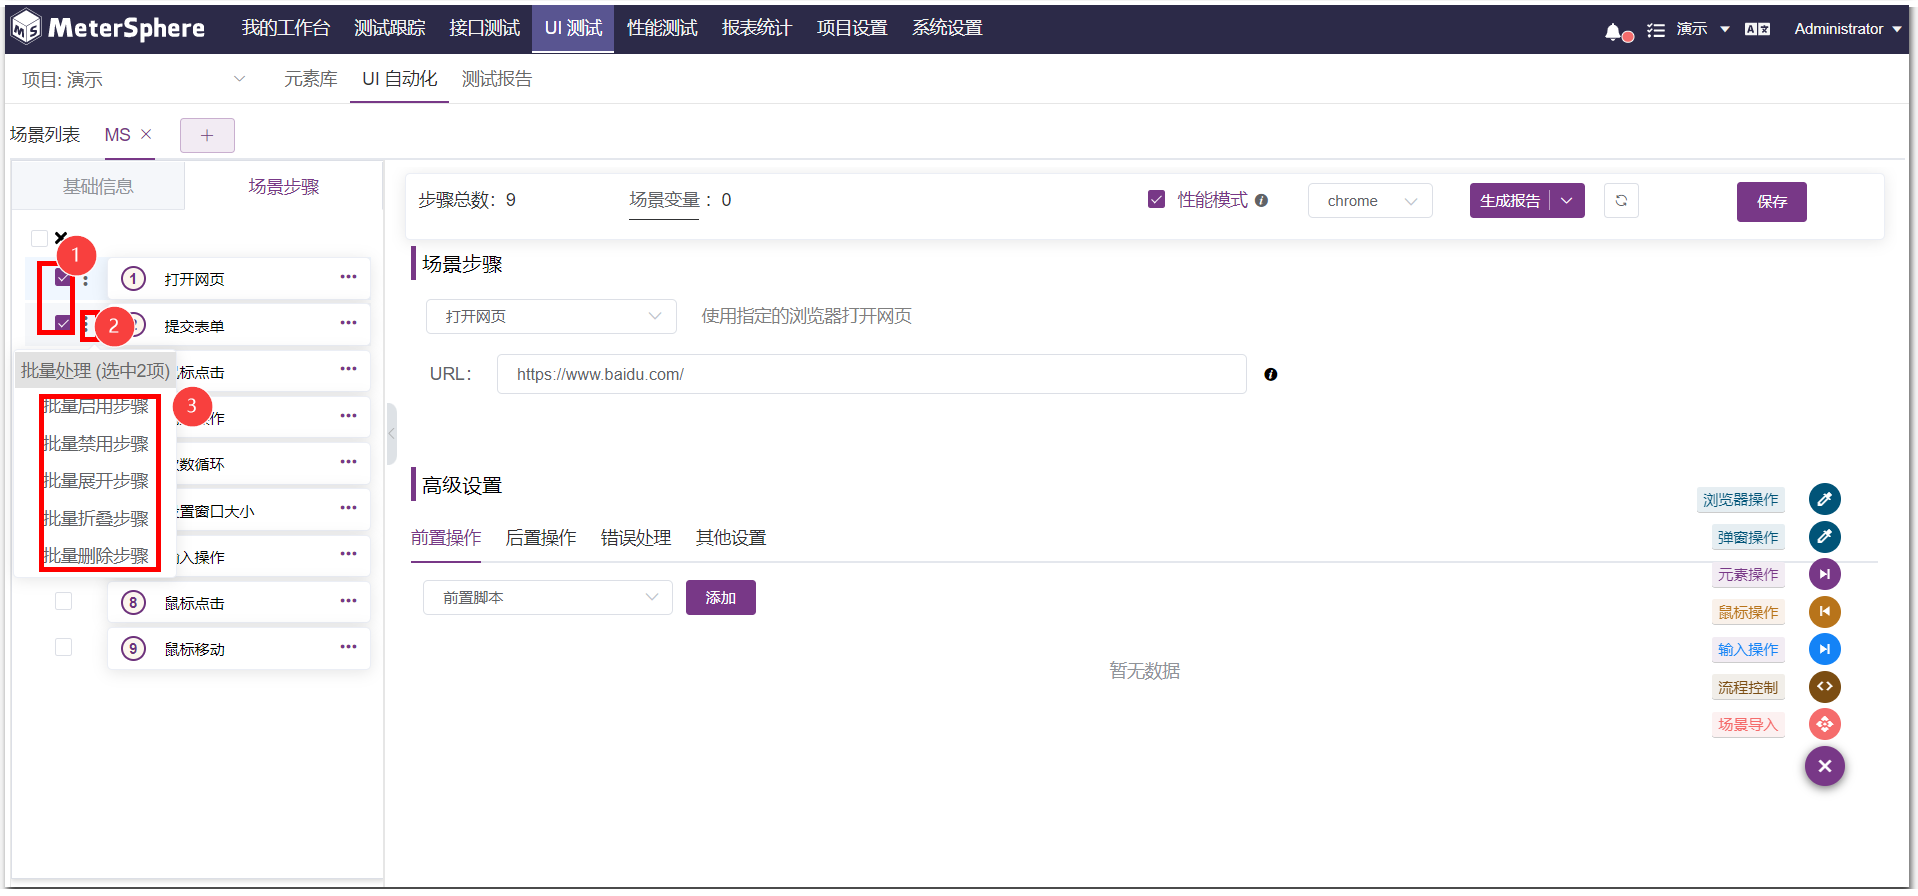 MeterSphere 我的工作台 测试跟踪 接口测试 UI 测试 性能测试 报表统计 项目设置 系统设置 演示 Administrator
项目: 演示 元素库 UI 自动化 测试报告
场景列表 MS
基础信息 场景步骤
步骤总数: 9 场景变量 : 0 性能模式 chrome 生成报告 保存
1
1 打开网页
2 提交表单
批量处理 (选中2项) 标点击
批量启用步骤 3 作
批量禁用步骤 数循环
批量展开步骤
批量折叠步骤 置窗口大小
批量删除步骤 入操作
8 鼠标点击
9 鼠标移动
场景步骤
打开网页 使用指定的浏览器打开网页
URL: https://www.baidu.com/
高级设置
前置操作 后置操作 错误处理 其他设置
前置脚本 添加
暂无数据
浏览器操作
弹窗操作
元素操作
鼠标操作
输入操作
流程控制
场景导入